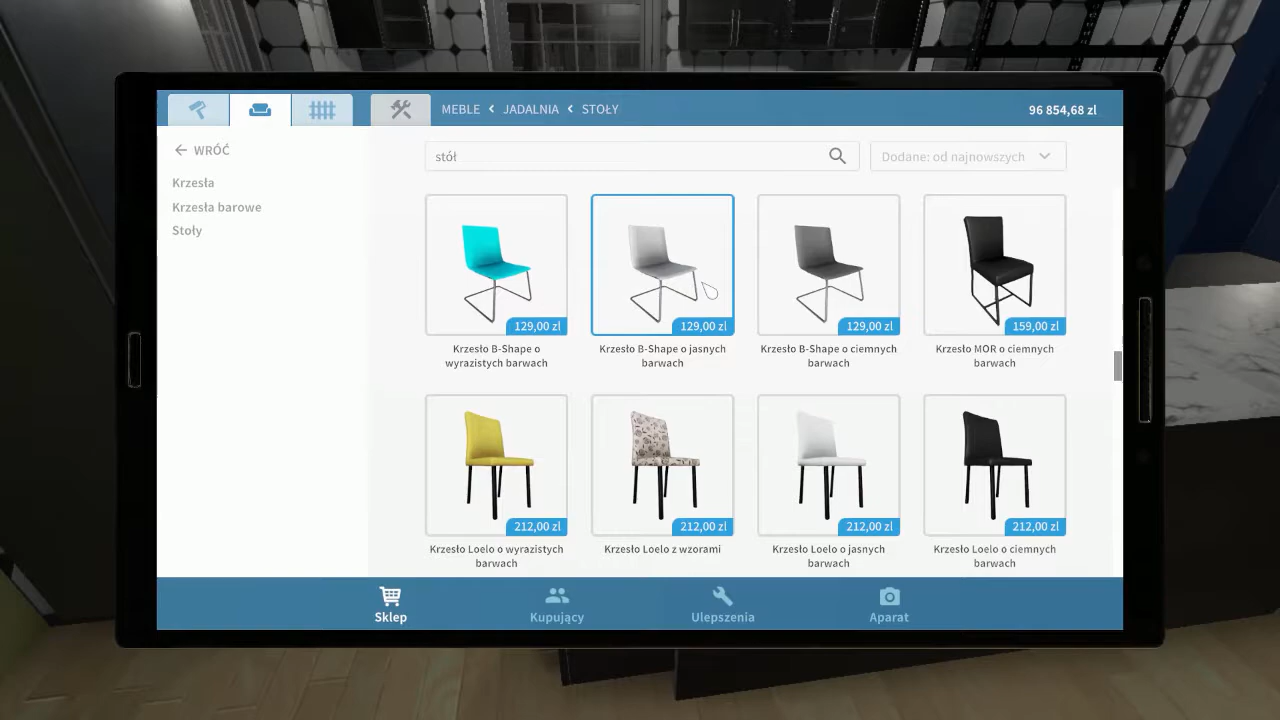 MEBLE < JADALNIA < STOŁY
96 854,68 zl
WRÓĆ
stół
Dodane: od najnowszych
Krzesła
Krzesła barowe
Stoły
129,00 zl
129,00 zl
129,00 zl
159,00 zl
Krzesło B-Shape o
wyrazistych barwach
Krzesło B-Shape o jasnych
barwach
Krzesło B-Shape o ciemnych
barwach
Krzesło MOR o ciemnych
barwach
212,00 zl
212,00 zl
212,00 zl
212,00 zl
Krzesło Loelo o wyrazistych
barwach
Krzesło Loelo z wzorami
Krzesło Loelo o jasnych
barwach
Krzesło Loelo o ciemnych
barwach
Sklep
Kupujący
Ulepszenia
Aparat